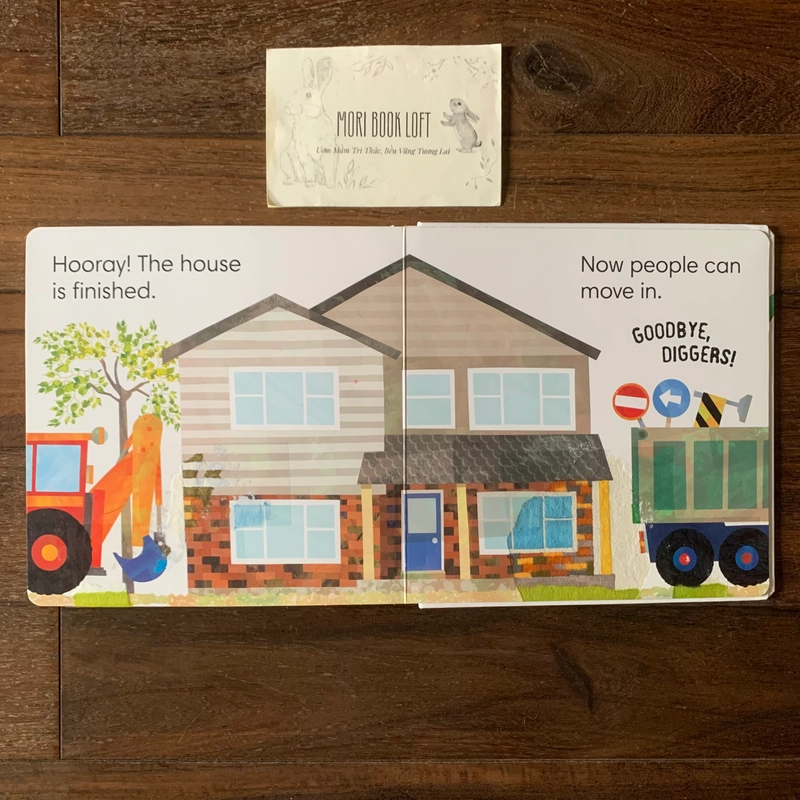 MORI BOOK LOFT
Ươm Mầm Tri Thức, Bền Vững Tương Lai
Hooray! The house
is finished.
Now people can
move in.
GOODBYE,
DIGGERS!